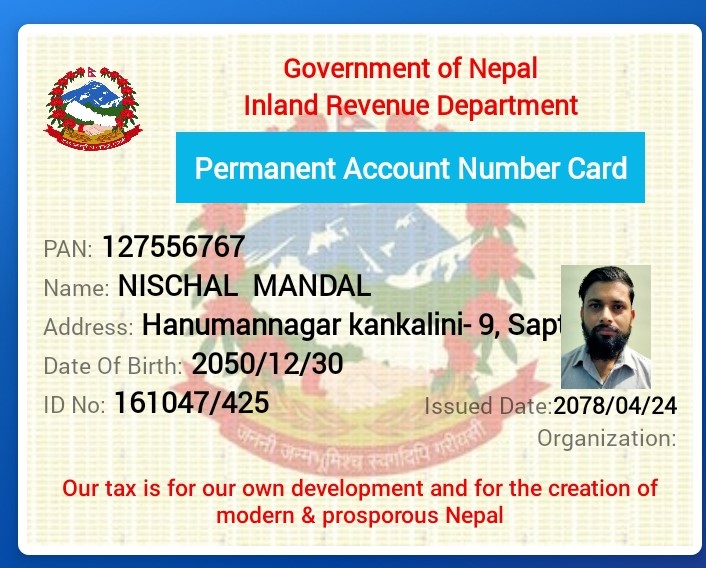 Government of Nepal
Inland Revenue Department
Permanent Account Number Card
PAN: 127556767
Name: NISCHAL MANDAL
Address: Hanumannagar kankalini- 9, Sapt
Date Of Birth: 2050/12/30
ID No: 161047/425
Issued Date:2078/04/24
Organization:
जननी जन्मभूमिश्च स्वर्गादपि गरीयसी
Our tax is for our own development and for the creation of
modern & prosporous Nepal